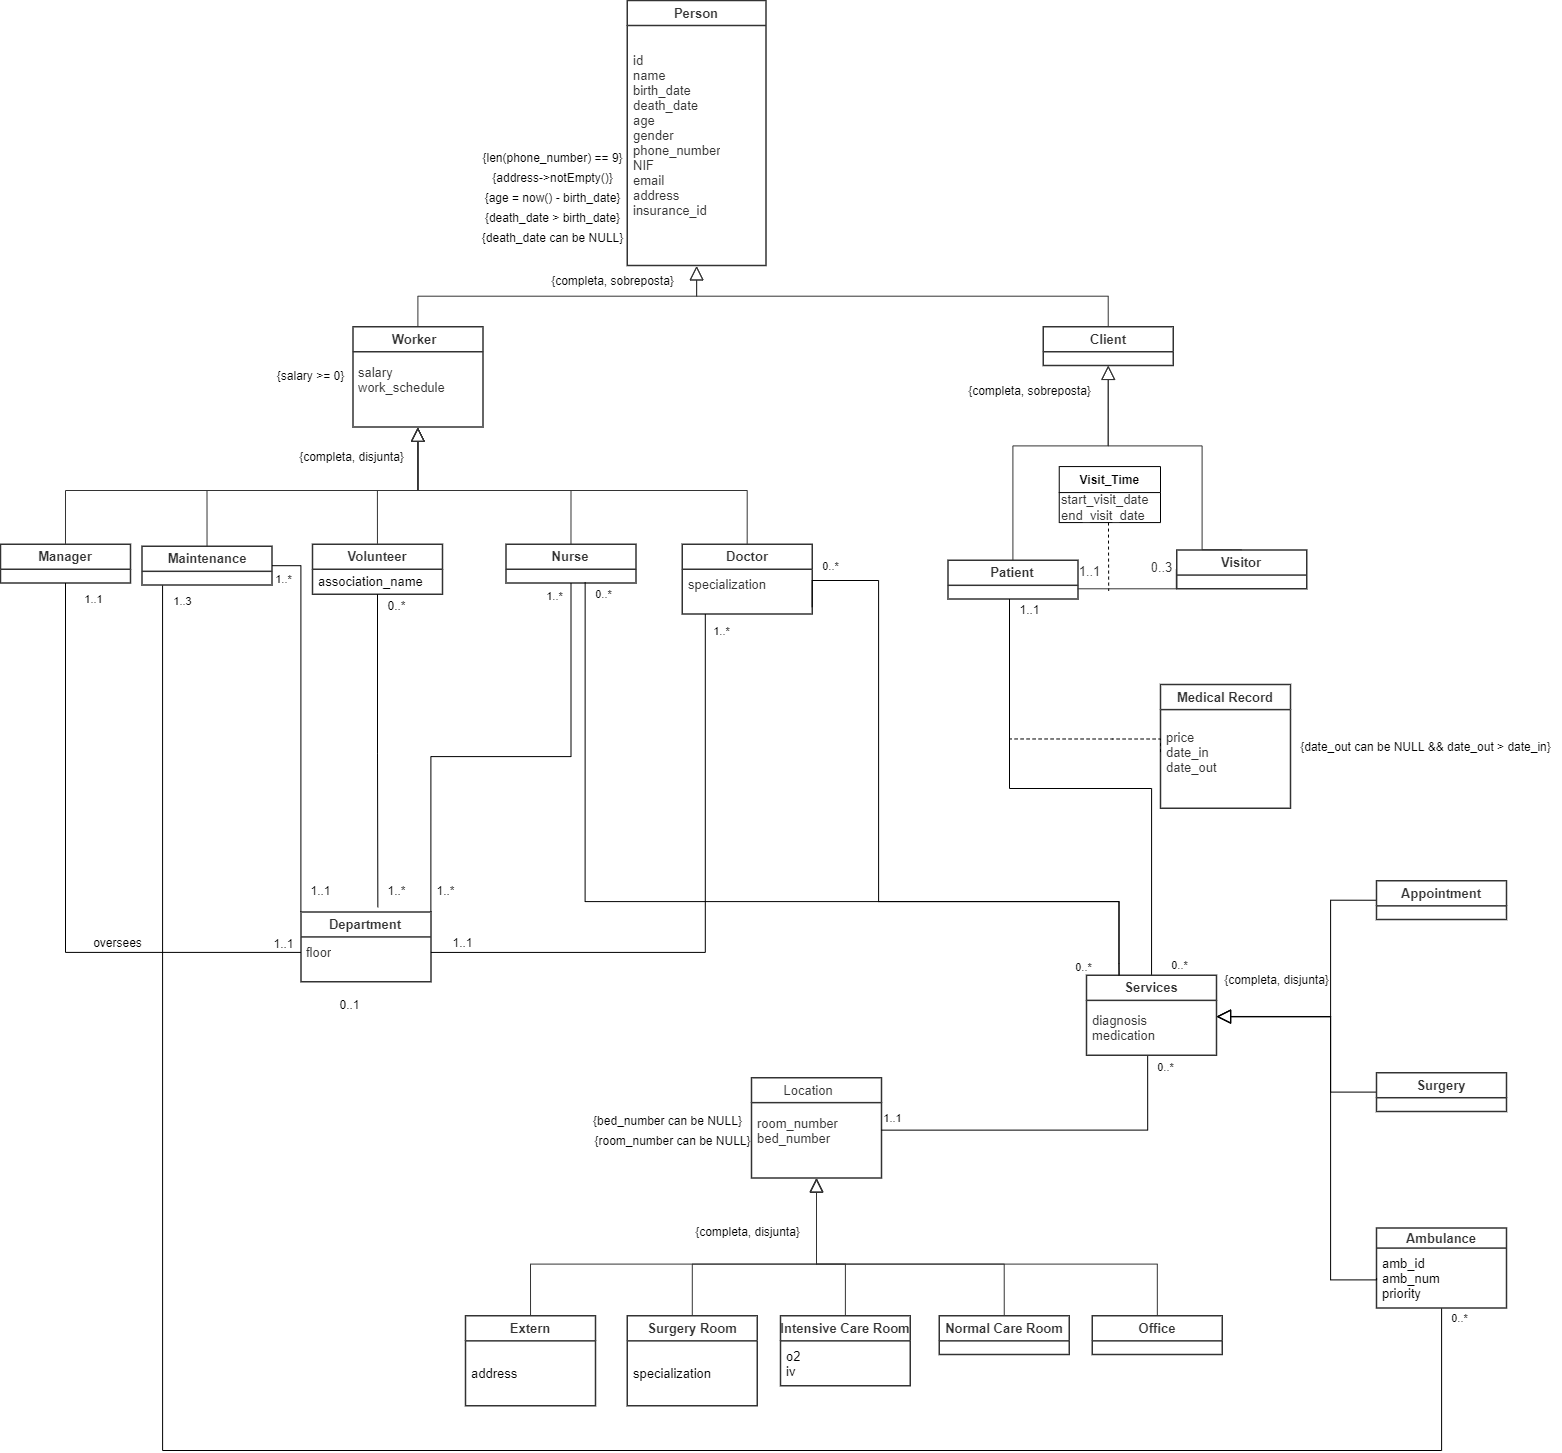 Person
id
name
birth_date
death_date
age
gender
phone_number
NIF
email
address
insurance_id
{len(phone_number) == 9}
{address->notEmpty()}
{age = now() - birth_date}
{death_date > birth_date}
{death_date can be NULL}
{completa, sobreposta}
Worker
salary
work_schedule
{salary >= 0}
{completa, disjunta}
Client
{completa, sobreposta}
Visit_Time
start_visit_date
end_visit_date
Manager
Maintenance
Volunteer
association_name
Nurse
Doctor
specialization
Patient
Visitor
1..1
0..3
1..1
1..1
1..3
1..*
0..*
1..*
0..*
1..*
0..*
Medical Record
price
date_in
date_out
{date_out can be NULL && date_out > date_in}
1..1
1..*
1..*
Department
floor
oversees
1..1
1..1
0..1
Appointment
0..*
0..*
Services
diagnosis
medication
{completa, disjunta}
0..*
Surgery
Location
room_number
bed_number
1..1
{bed_number can be NULL}
{room_number can be NULL}
{completa, disjunta}
Ambulance
amb_id
amb_num
priority
0..*
Extern
address
Surgery Room
specialization
Intensive Care Room
o2
iv
Normal Care Room
Office